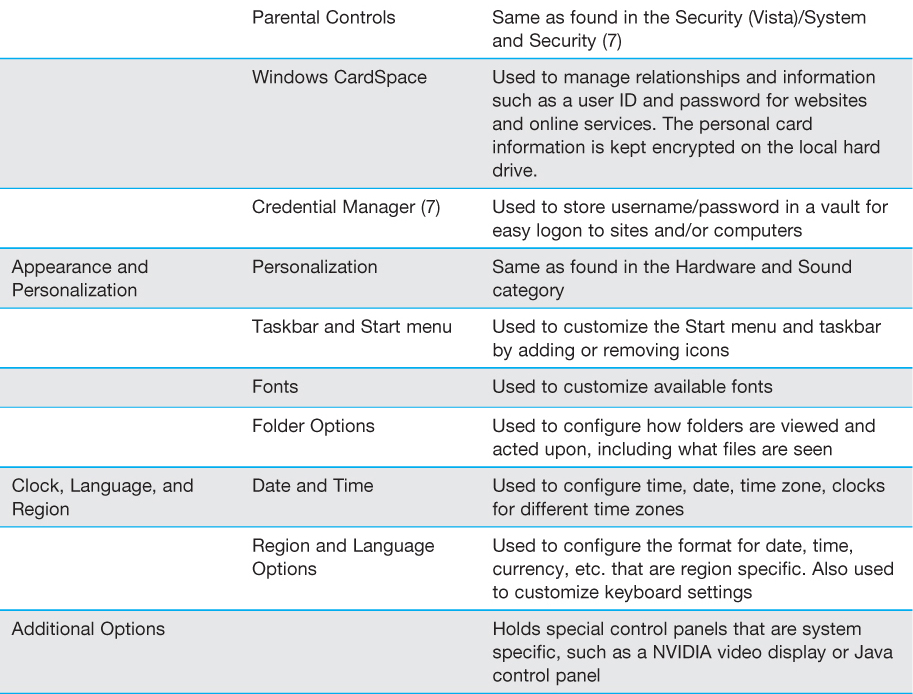 Parental Controls
Same as found in the Security (Vista)/System
and Security (7)
Windows CardSpace
Used to manage relationships and information
such as a user ID and password for websites
and online services. The personal card
information is kept encrypted on the local hard
drive.
Credential Manager (7)
Used to store username/password in a vault for
easy logon to sites and/or computers
Appearance and
Personalization
Personalization
Same as found in the Hardware and Sound
category
Taskbar and Start menu
Used to customize the Start menu and taskbar
by adding or removing icons
Fonts
Used to customize available fonts
Folder Options
Used to configure how folders are viewed and
acted upon, including what files are seen
Clock, Language, and
Region
Date and Time
Used to configure time, date, time zone, clocks
for different time zones
Region and Language
Options
Used to configure the format for date, time,
currency, etc. that are region specific. Also used
to customize keyboard settings
Additional Options
Holds special control panels that are system
specific, such as a NVIDIA video display or Java
control panel